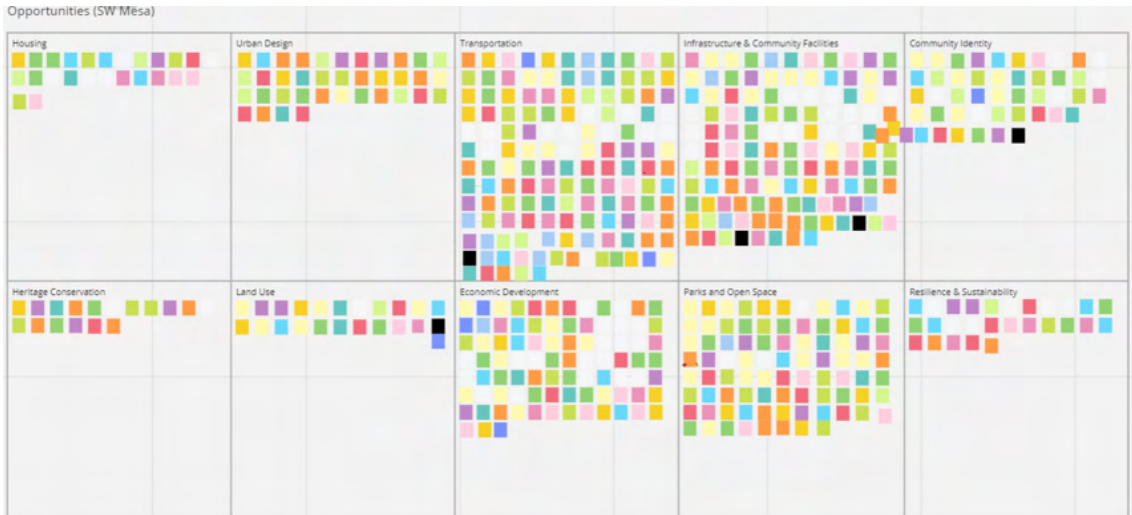 Opportunities (SW Mesa)
Housing
Urban Design
Transportation
Infrastructure & Community Facilities
Community Identity
Heritage Conservation
Land Use
Economic Development
Parks and Open Space
Resilience & Sustainability